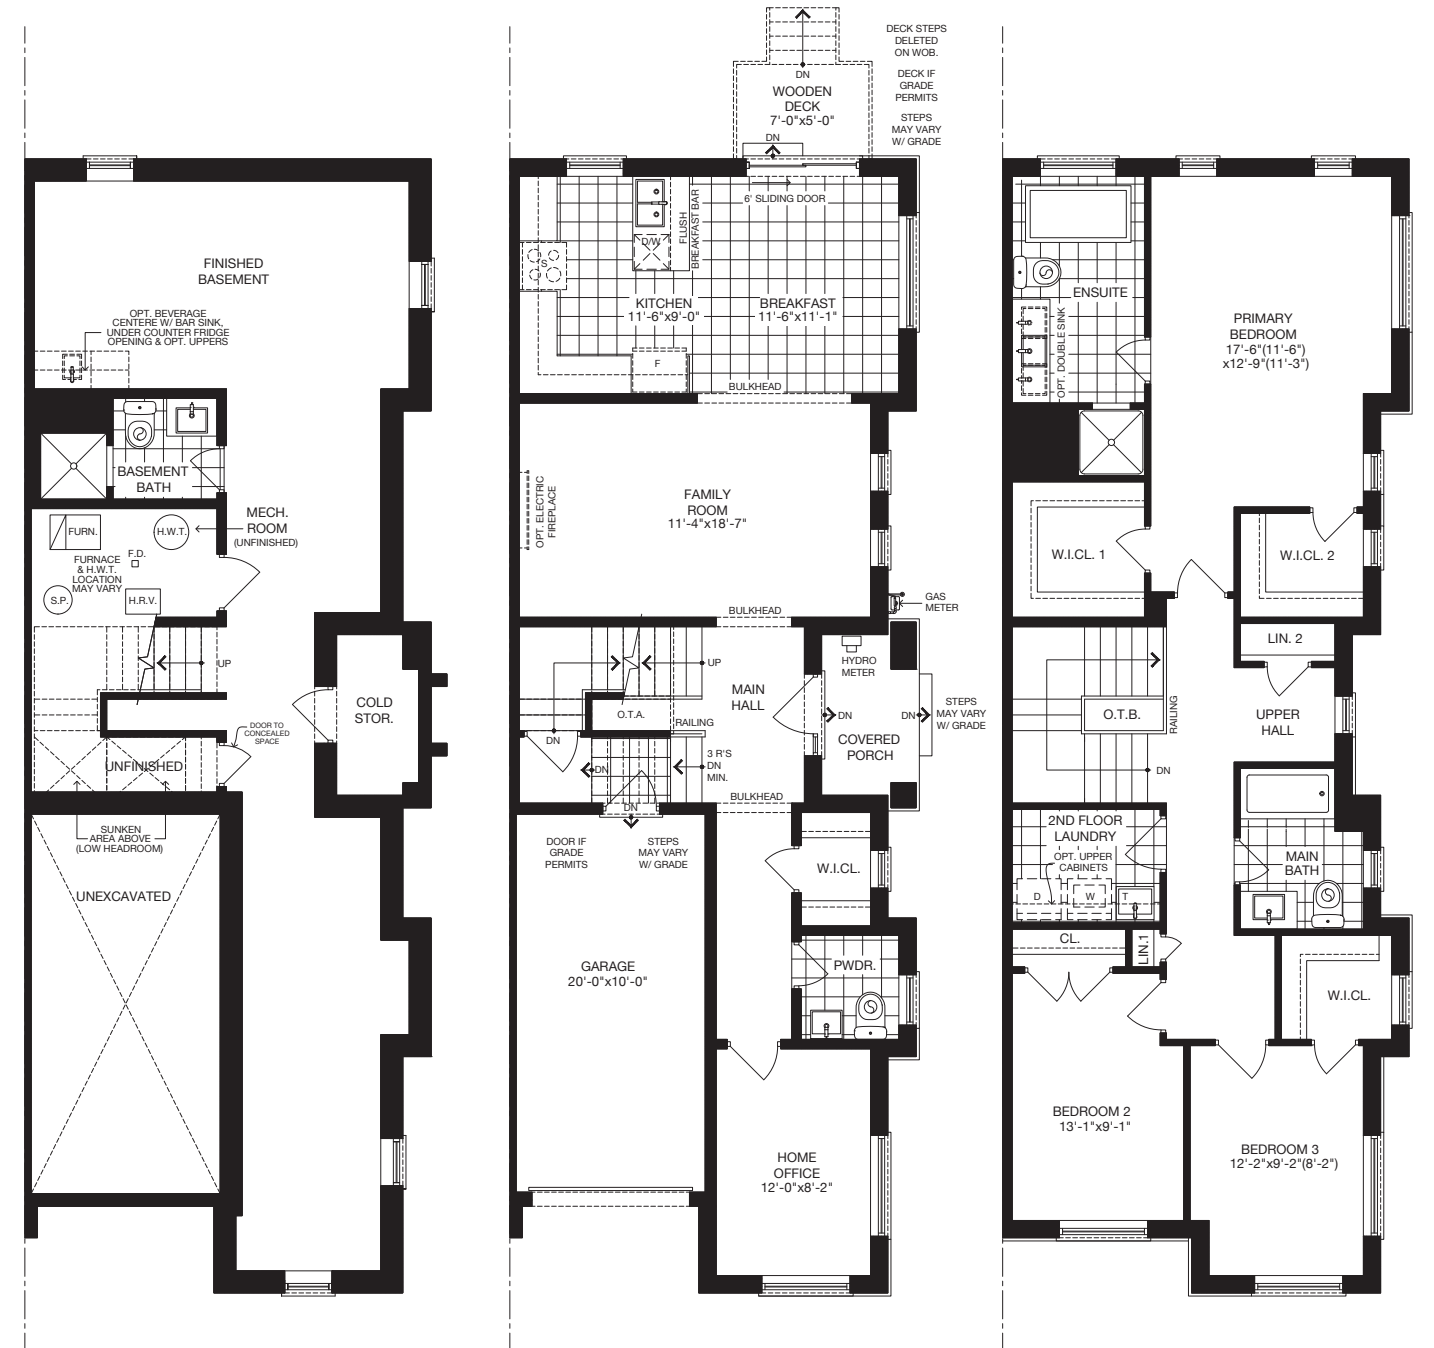 FINISHED
BASEMENT
OPT. BEVERAGE
CENTERE W/ BAR SINK,
UNDER COUNTER FRIDGE
OPENING & OPT. UPPERS
BASEMENT
BATH
MECH.
ROOM
(UNFINISHED)
FURN.
H.W.T.
F.D.
FURNACE
& H.W.T.
LOCATION
MAY VARY
S.P.
H.R.V.
UP
COLD
STOR.
DOOR TO
CONCEALED
SPACE
UNFINISHED
SUNKEN
AREA ABOVE
(LOW HEADROOM)
UNEXCAVATED
DN
WOODEN
DECK
7'-0"x5'-0"
DN
DECK STEPS
DELETED
ON WOB.
DECK IF
GRADE
PERMITS
STEPS
MAY VARY
W/ GRADE
6' SLIDING DOOR
FLUSH
BREAKFAST BAR
D/W
S
KITCHEN
11'-6"x9'-0"
BREAKFAST
11'-6"x11'-1"
F
BULKHEAD
OPT. ELECTRIC
FIREPLACE
FAMILY
ROOM
11'-4"x18'-7"
GAS
METER
BULKHEAD
HYDRO
METER
UP
MAIN
HALL
O.T.A.
RAILING
DN
DN
STEPS
MAY VARY
W/ GRADE
COVERED
PORCH
DN
DN
3 R'S
DN
MIN.
BULKHEAD
DN
DOOR IF
GRADE
PERMITS
STEPS
MAY VARY
W/ GRADE
W.I.CL.
GARAGE
20'-0"x10'-0"
PWDR.
HOME
OFFICE
12'-0"x8'-2"
ENSUITE
OPT. DOUBLE SINK
PRIMARY
BEDROOM
17'-6"(11'-6")
x12'-9"(11'-3")
W.I.CL. 1
W.I.CL. 2
LIN. 2
O.T.B.
RAILING
UPPER
HALL
DN
2ND FLOOR
LAUNDRY
OPT. UPPER
CABINETS
D
W
T
MAIN
BATH
CL.
LIN.1
W.I.CL.
BEDROOM 2
13'-1"x9'-1"
BEDROOM 3
12'-2"x9'-2"(8'-2")